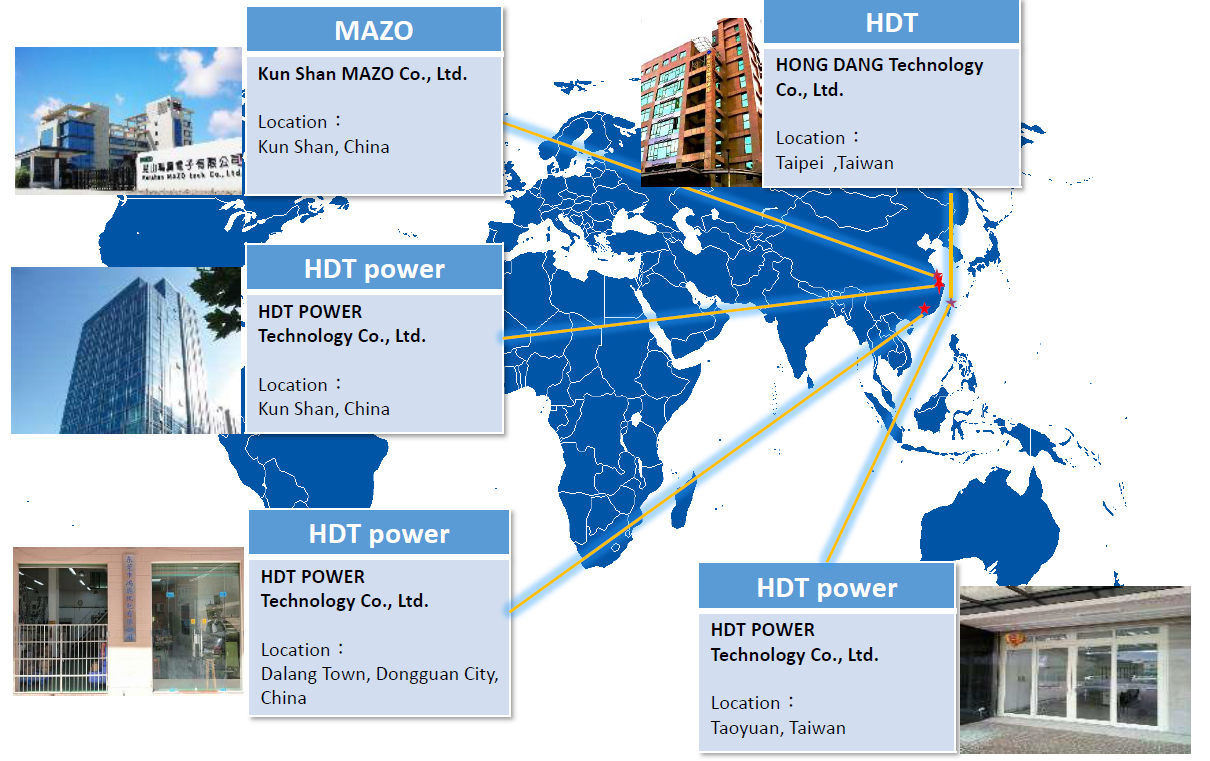 MAZO
Kun Shan MAZO Co., Ltd.
Location：
Kun Shan, China
昆山瑪圖電子有限公司
Kunshan MAZO tech Co., Ltd.
HDT
HONG DANG Technology
Co., Ltd.
Location：
Taipei ,Taiwan
HDT power
HDT POWER
Technology Co., Ltd.
Location：
Kun Shan, China
HDT power
HDT POWER
Technology Co., Ltd.
Location：
Dalang Town, Dongguan City,
China
HDT power
HDT POWER
Technology Co., Ltd.
Location：
Taoyuan, Taiwan